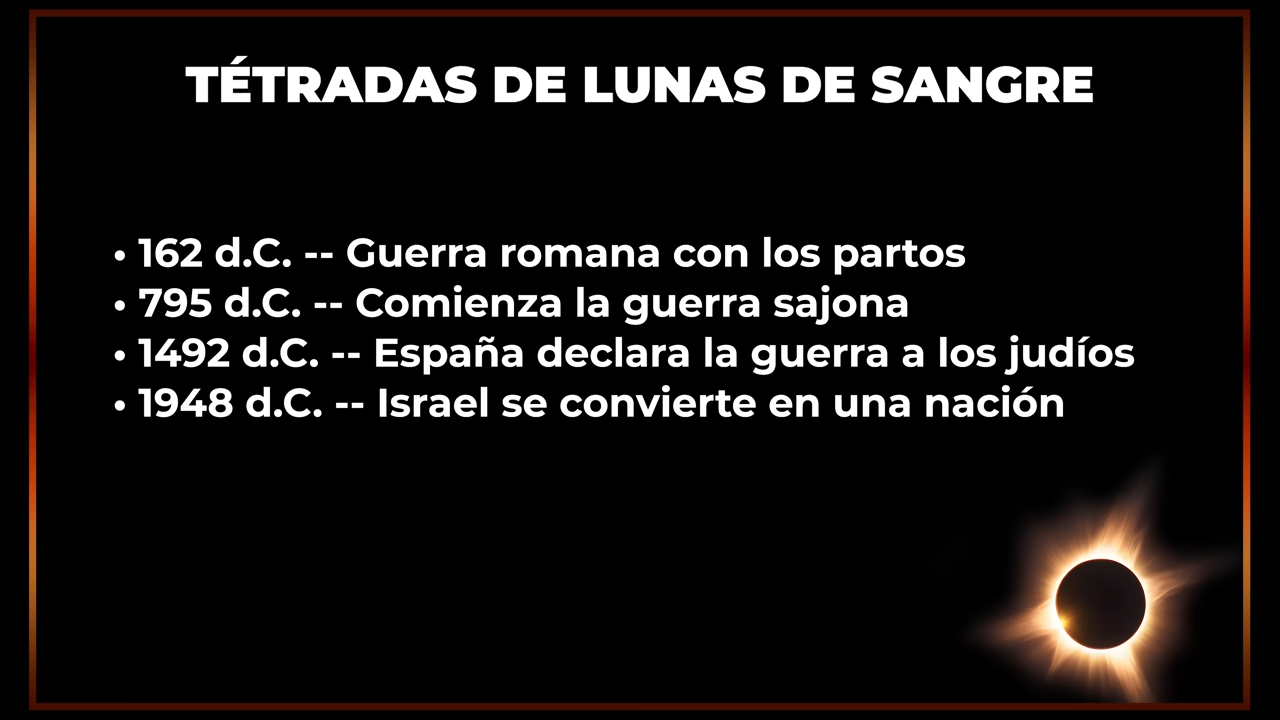 TÉTRADAS DE LUNAS DE SANGRE
• 162 d.C. -- Guerra romana con los partos
• 795 d.C. -- Comienza la guerra sajona
• 1492 d.C. -- España declara la guerra a los judíos
• 1948 d.C. -- Israel se convierte en una nación